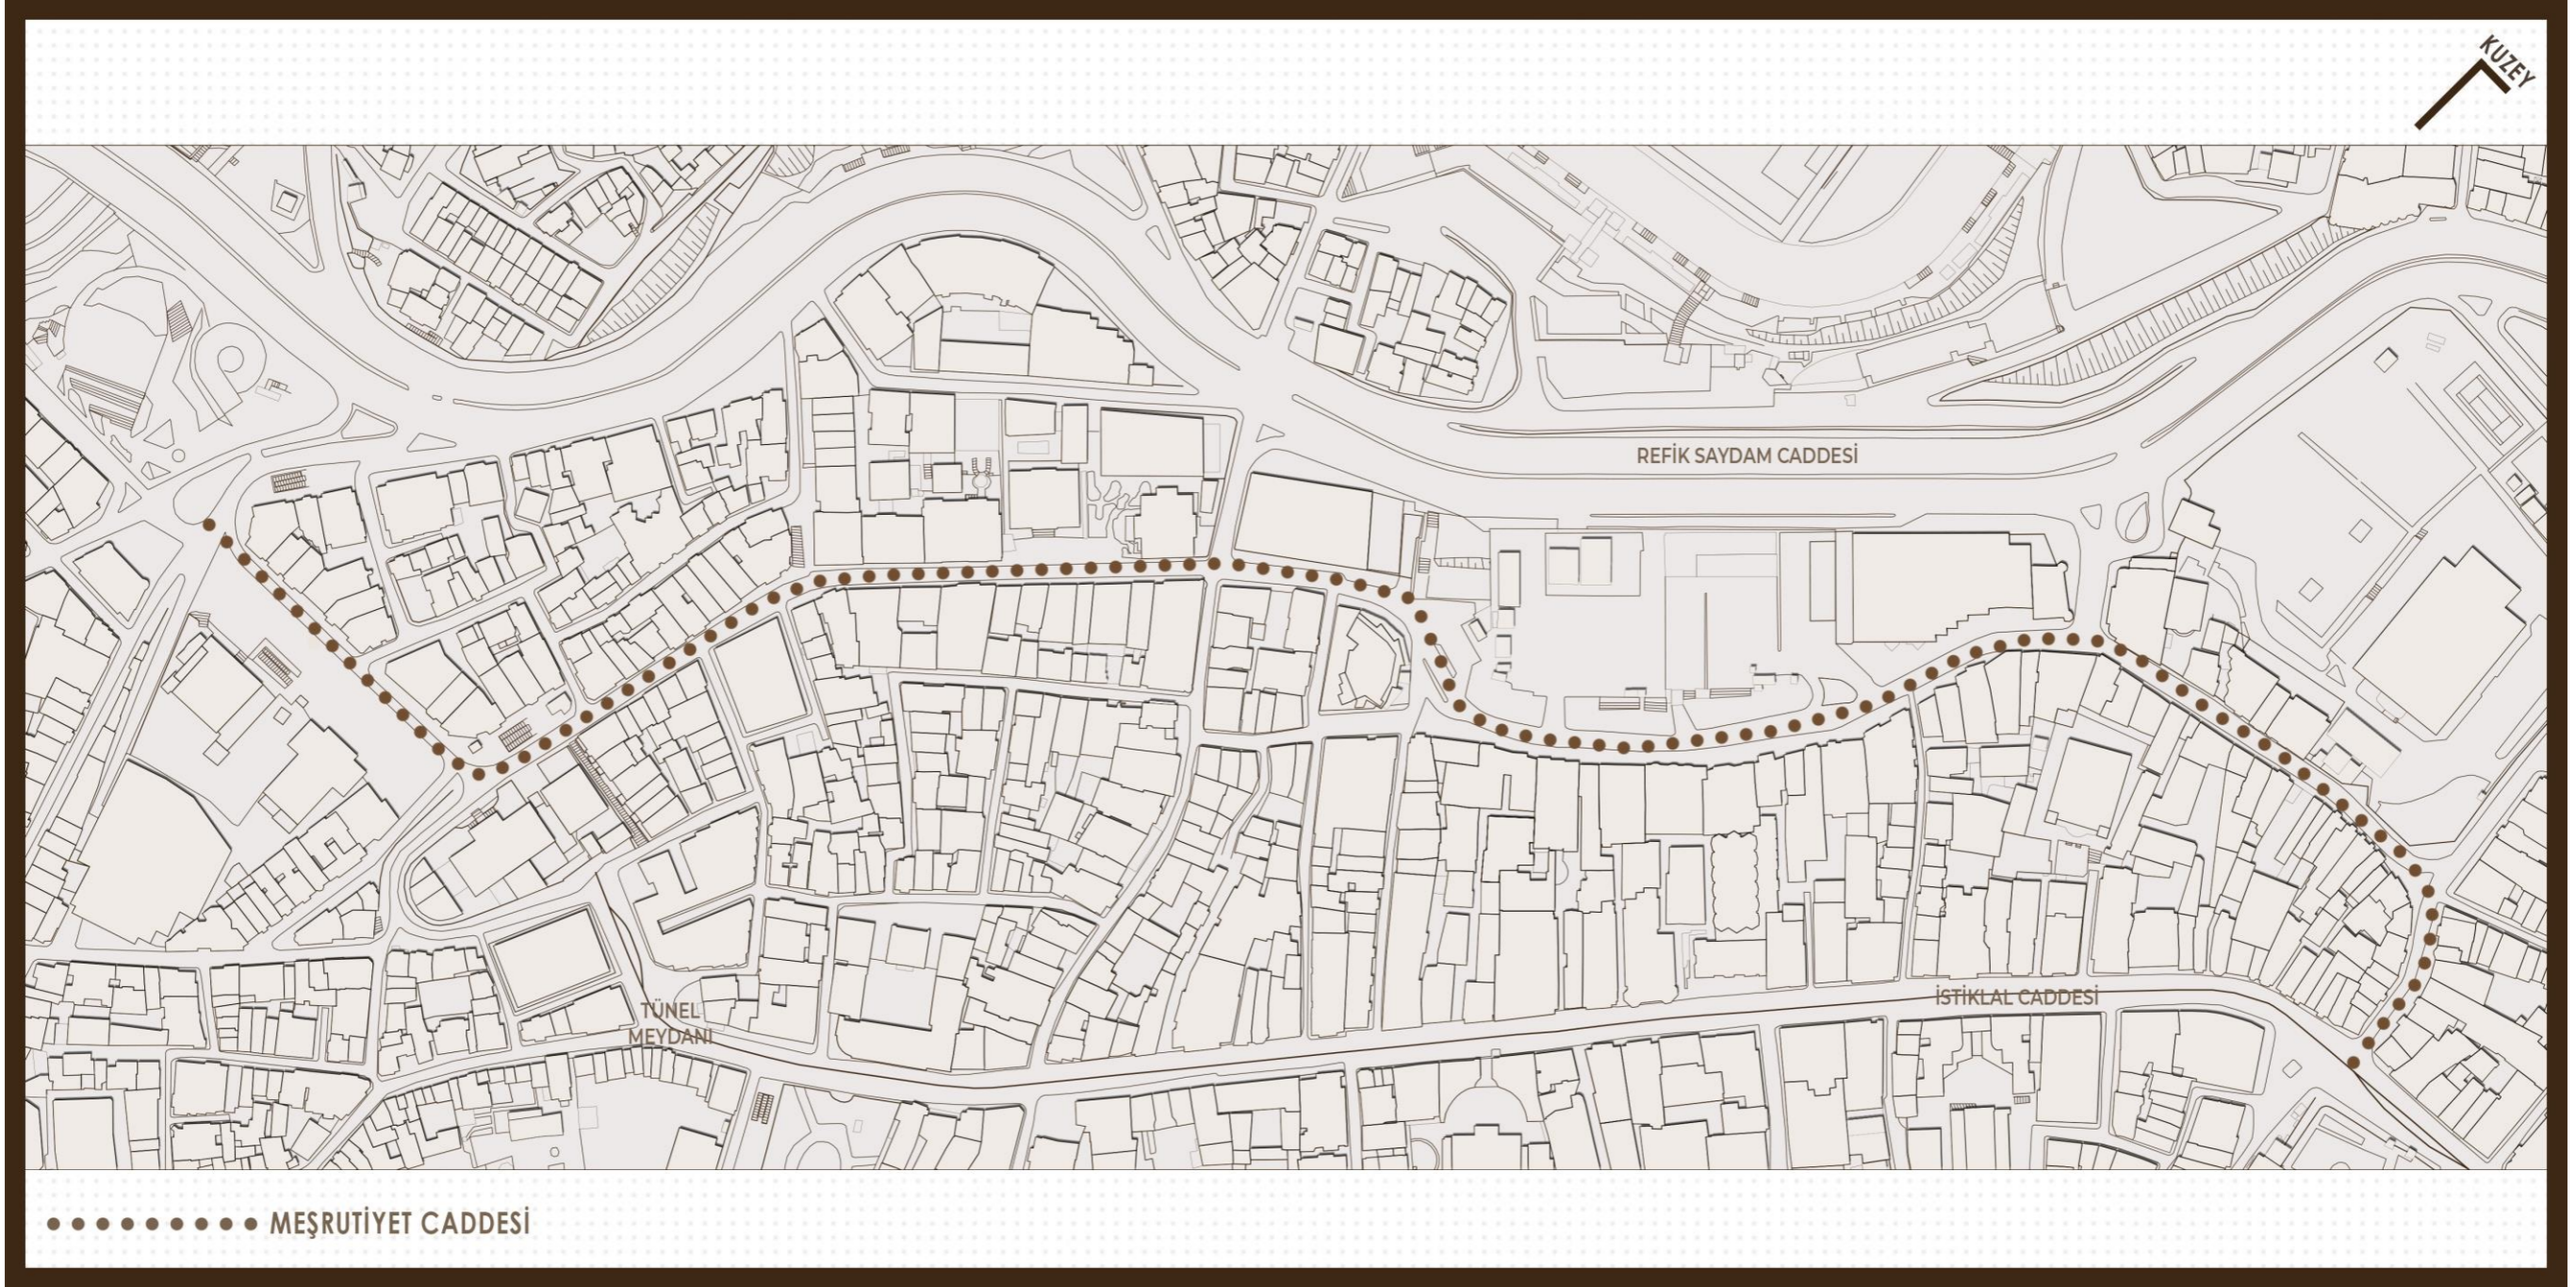 KUZEY
REFİK SAYDAM CADDESİ
TÜNEL
MEYDANI
İSTİKLAL CADDESİ
MEŞRUTİYET CADDESİ